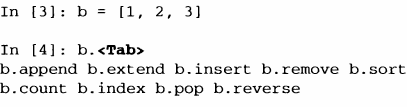 In [3]: b = [1, 2, 3]
In [4]: b.<Tab>
b.append b.extend b.insert b.remove b.sort
b.count b.index b.pop b.reverse